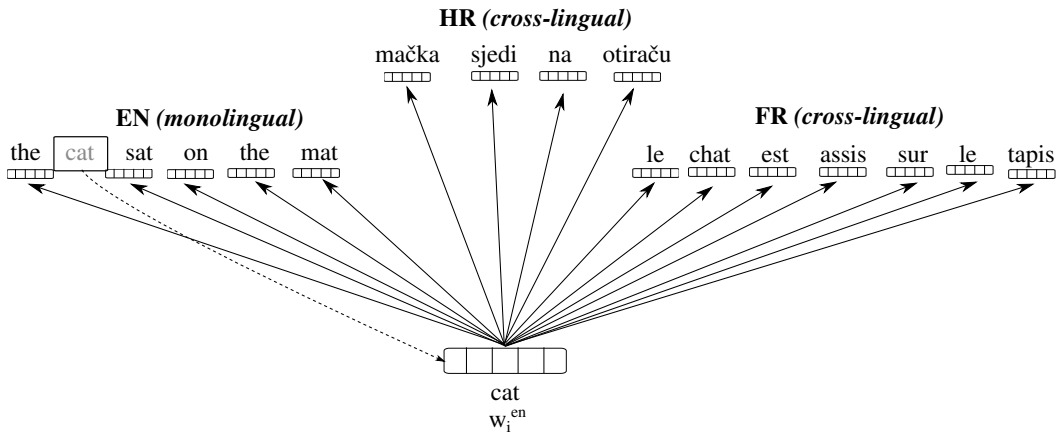 HR (cross-lingual)
mačka sjedi na otiraču
EN (monolingual)
the cat sat on the mat
FR (cross-lingual)
le chat est assis sur le tapis
cat
w_i^en